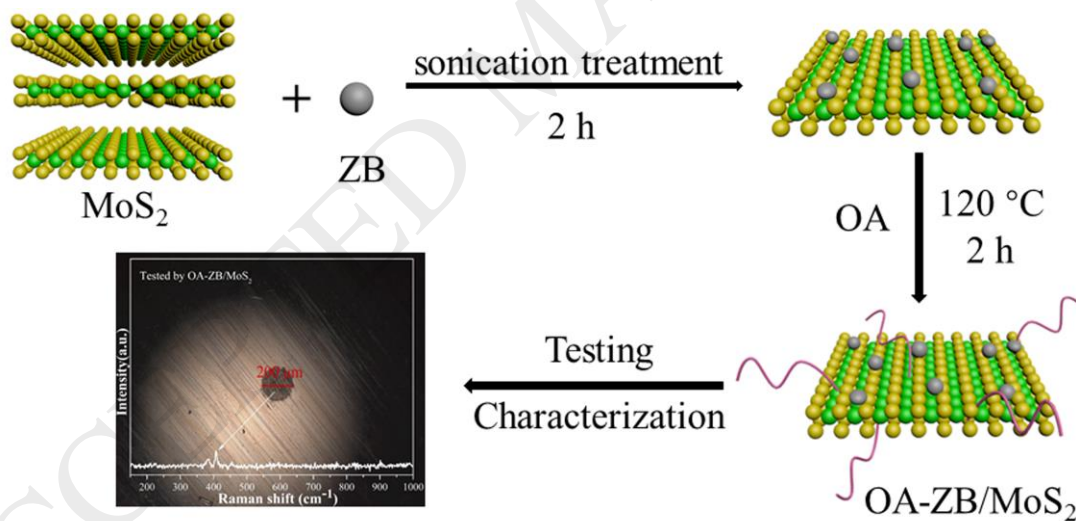 sonication treatment
2 h
+
ZB
MoS₂
OA
120 °C
2 h
Tested by OA-ZB/MoS₂
200 μm
Intensity(a.u.)
200 300 400 500 600 700 800 900 1000
Raman shift (cm⁻¹)
Testing
Characterization
OA-ZB/MoS₂